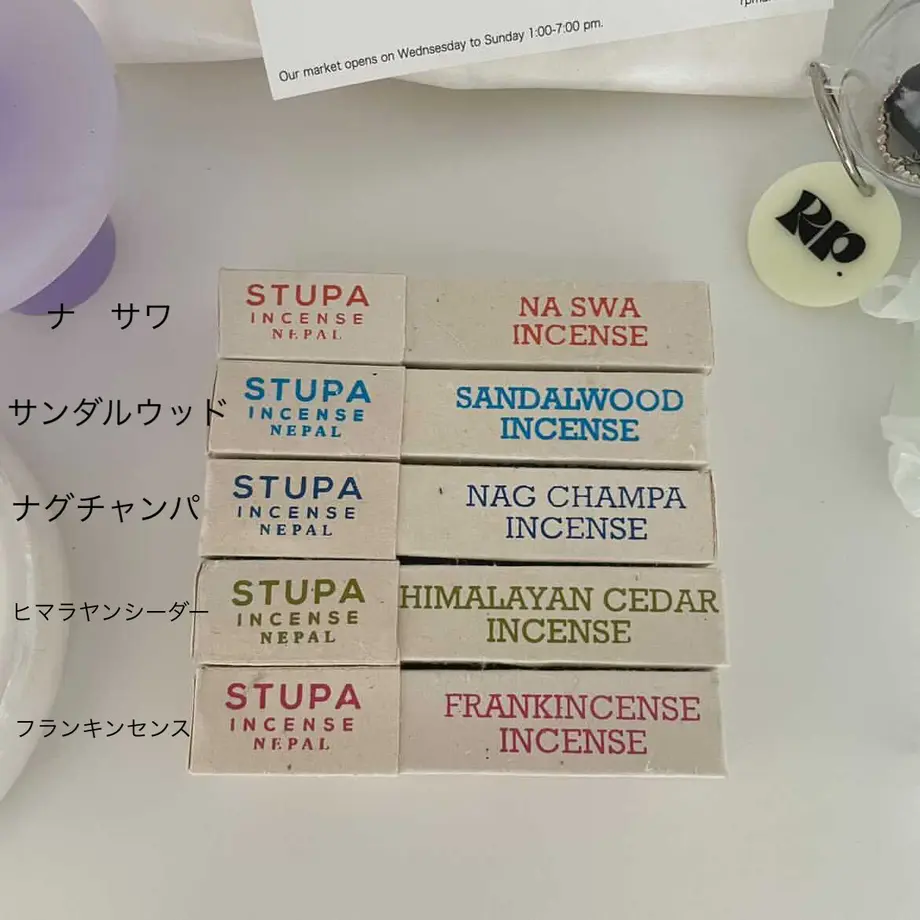 Our market opens on Wednsesday to Sunday 1:00-7:00 pm.
Rp.
ナ　サワ
STUPA
INCENSE
NEPAL
NA SWA
INCENSE
サンダルウッド
STUPA
INCENSE
NEPAL
SANDALWOOD
INCENSE
ナグチャンパ
STUPA
INCENSE
NEPAL
NAG CHAMPA
INCENSE
ヒマラヤンシーダー
STUPA
INCENSE
NEPAL
HIMALAYAN CEDAR
INCENSE
フランキンセンス
STUPA
INCENSE
NEPAL
FRANKINCENSE
INCENSE